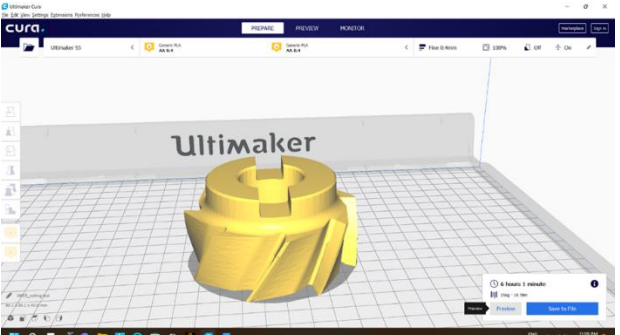 Ultimaker Cura
File Edit View Settings Extensions Preferences Help
cura.
PREPARE PREVIEW MONITOR
Marketplace Sign in
Ultimaker S5
Generic PLA
AA 0.4
Generic PLA
AA 0.4
Fine 0.4mm
100%
Off
On
Ultimaker
6 hours 1 minute
Preview
Preview
Save to File
ENG